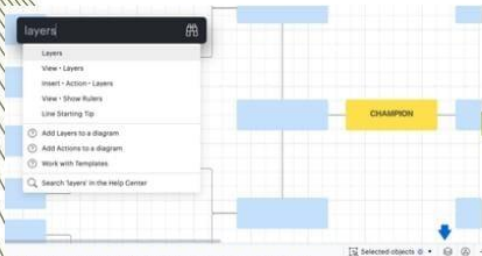 layers
Layers
View • Layers
Insert • Action • Layers
View • Show Rulers
Line Starting Tip
Add Layers to a diagram
Add Actions to a diagram
Work with Templates
Search 'layers' in the Help Center
CHAMPION
Selected objects 0